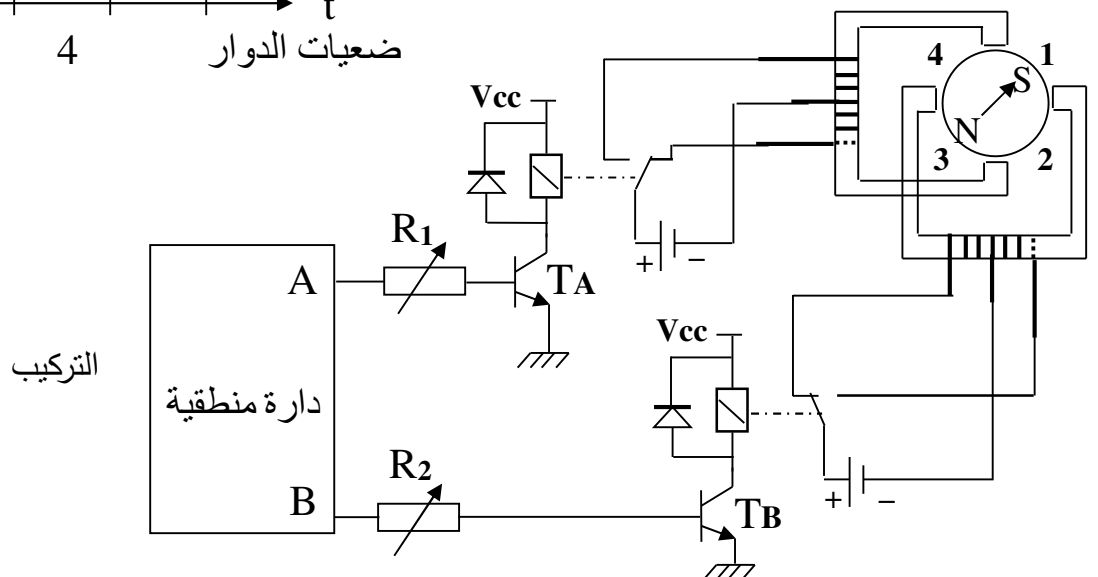 t
4 ضعيات الدوار
4 1
S
N
3 2
Vcc
+ −
R1
A
TA
Vcc
التركيب
دارة منطقية
R2
+ −
B
TB